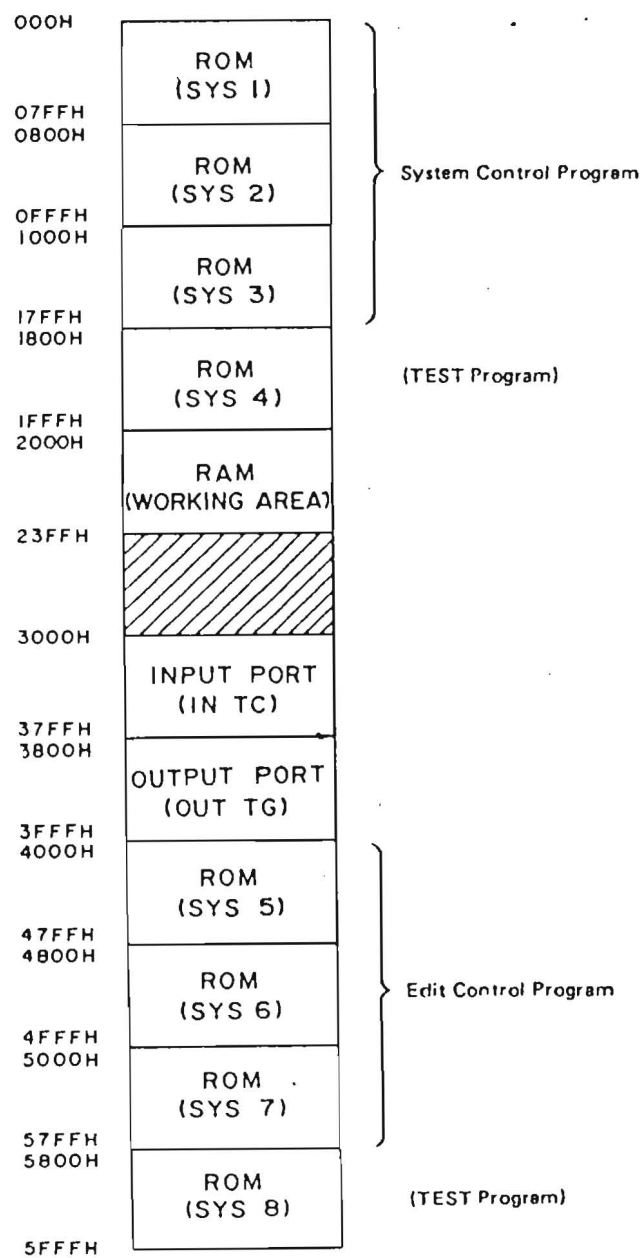 000H
ROM
(SYS 1)
07FFH
0800H
System Control Program
ROM
(SYS 2)
0FFFH
1000H
ROM
(SYS 3)
17FFH
1800H
ROM
(SYS 4)
(TEST Program)
1FFFH
2000H
RAM
(WORKING AREA)
23FFH
3000H
INPUT PORT
(IN TC)
37FFH
3800H
OUTPUT PORT
(OUT TG)
3FFFH
4000H
ROM
(SYS 5)
47FFH
4800H
ROM
(SYS 6)
Edit Control Program
4FFFH
5000H
ROM
(SYS 7)
57FFH
5800H
ROM
(SYS 8)
(TEST Program)
5FFFH